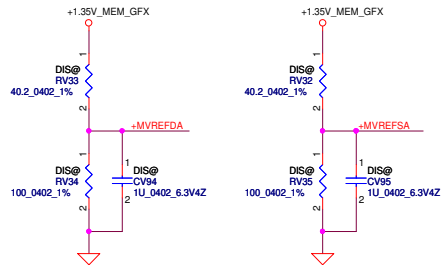 +1.35V_MEM_GFX
1
DIS@
RV33
40.2_0402_1%
2
+MVREFDA
1
DIS@
RV34
100_0402_1%
2
1
DIS@
CV94
1U_0402_6.3V4Z
2
+1.35V_MEM_GFX
1
DIS@
RV32
40.2_0402_1%
2
+MVREFSA
1
DIS@
RV35
100_0402_1%
2
1
DIS@
CV95
1U_0402_6.3V4Z
2